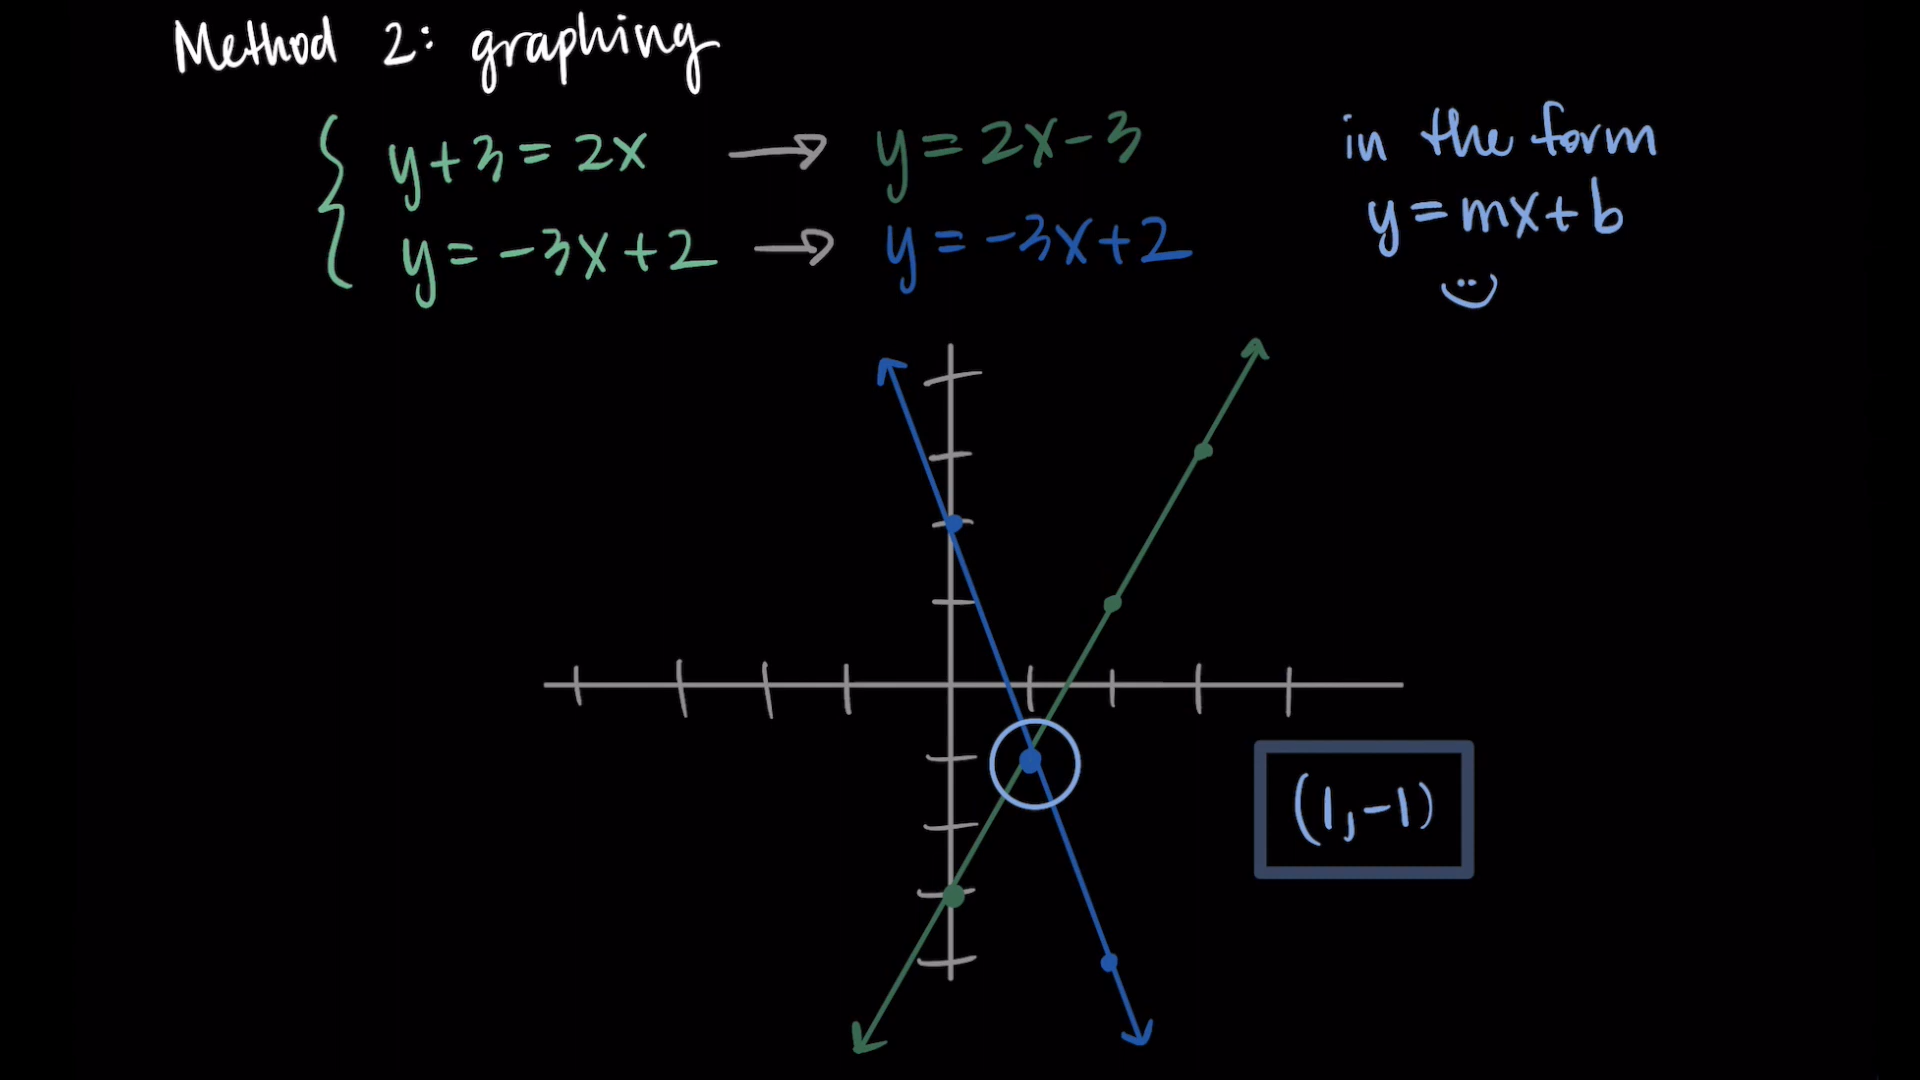 Method 2: graphing
y+3 = 2x → y = 2x-3
y = -3x+2 → y = -3x+2
in the form
y = mx+b
(1,-1)